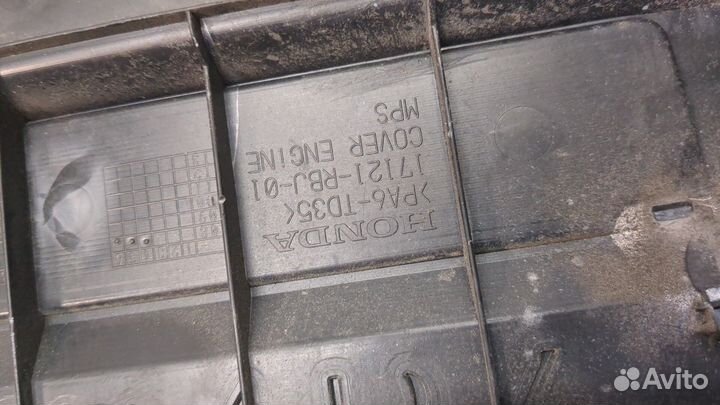 HONDA
>PA6-TD35<
17121-RBJ-01
COVER ENGINE
MPS
Avito